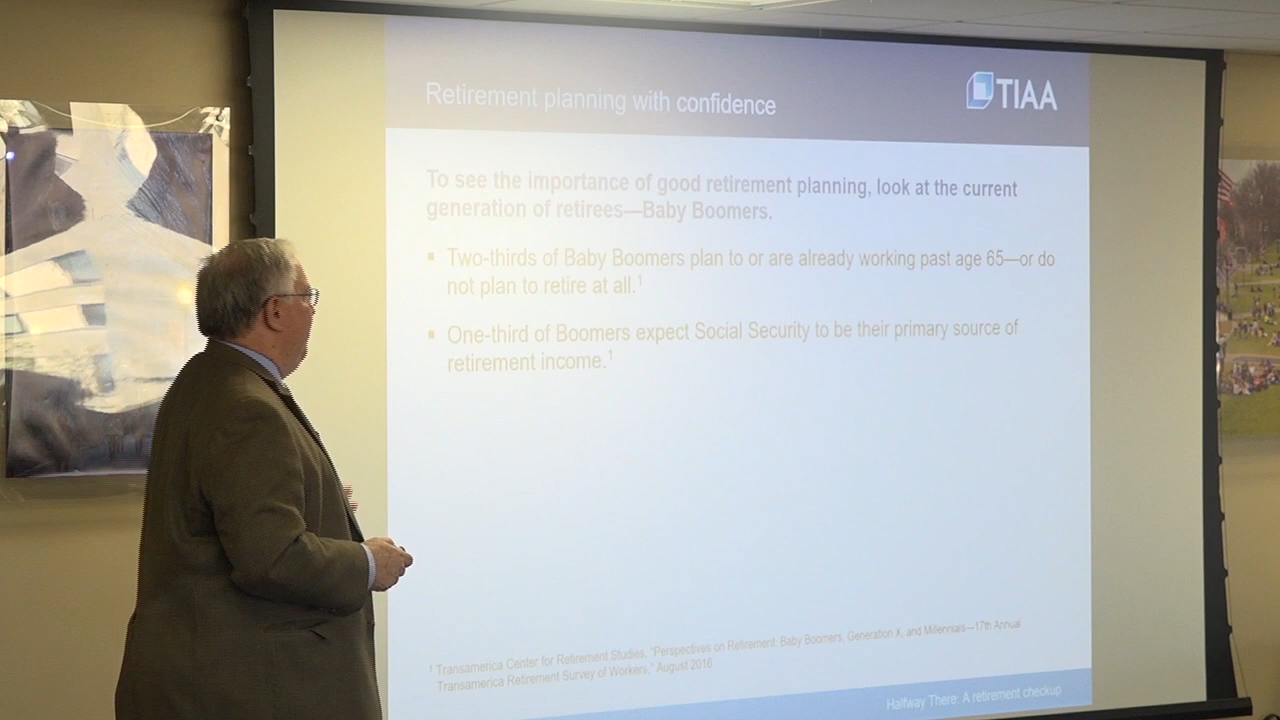 Retirement planning with confidence
TIAA
To see the importance of good retirement planning, look at the current
generation of retirees—Baby Boomers.
▪ Two-thirds of Baby Boomers plan to or are already working past age 65—or do
not plan to retire at all.¹
▪ One-third of Boomers expect Social Security to be their primary source of
retirement income.¹
¹ Transamerica Center for Retirement Studies, "Perspectives on Retirement: Baby Boomers, Generation X, and Millennials—17th Annual
Transamerica Retirement Survey of Workers," August 2016
Halfway There: A retirement checkup